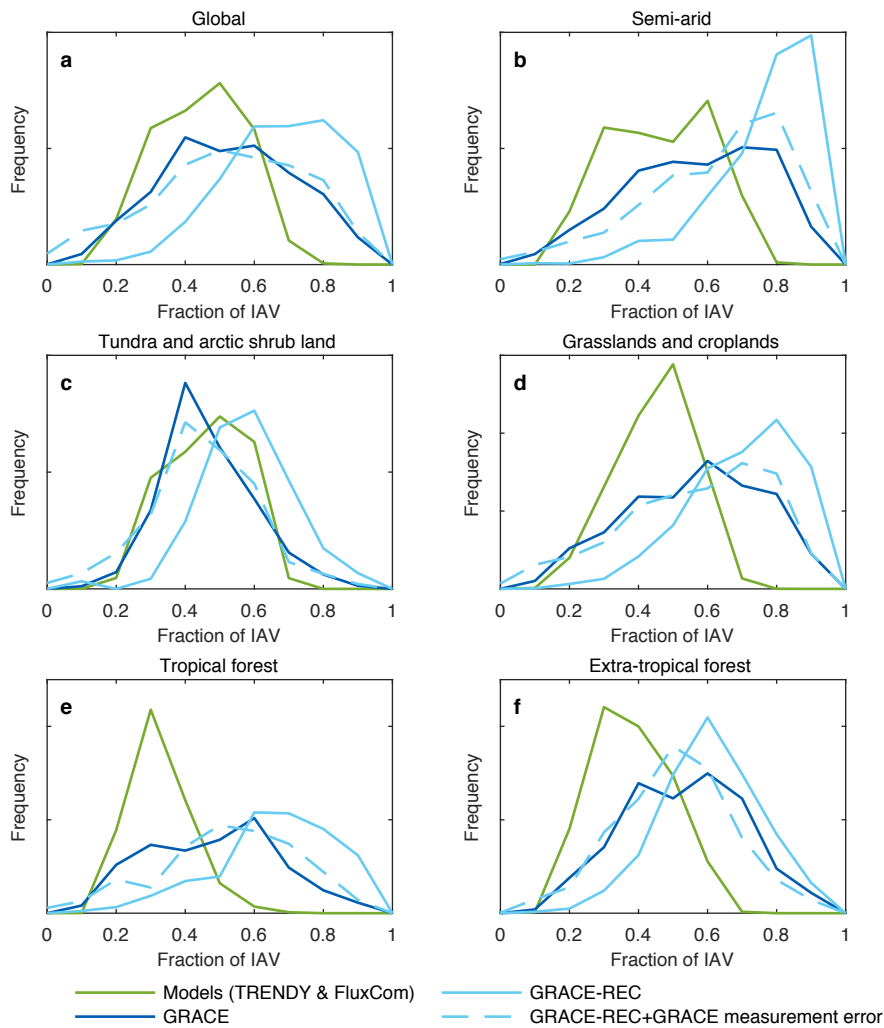 Global
a
Frequency
0 0.2 0.4 0.6 0.8 1
Fraction of IAV
Semi-arid
b
Frequency
0 0.2 0.4 0.6 0.8 1
Fraction of IAV
Tundra and arctic shrub land
c
Frequency
0 0.2 0.4 0.6 0.8 1
Fraction of IAV
Grasslands and croplands
d
Frequency
0 0.2 0.4 0.6 0.8 1
Fraction of IAV
Tropical forest
e
Frequency
0 0.2 0.4 0.6 0.8 1
Fraction of IAV
Extra-tropical forest
f
Frequency
0 0.2 0.4 0.6 0.8 1
Fraction of IAV
Models (TRENDY & FluxCom)
GRACE
GRACE-REC
GRACE-REC+GRACE measurement error